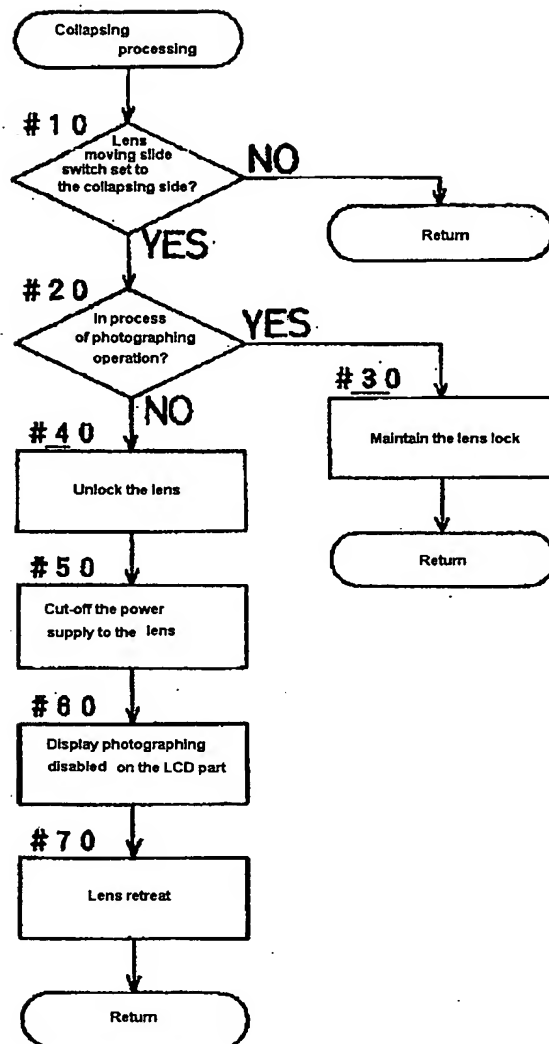 Collapsing
processing
#10
Lens
moving slide
switch set to
the collapsing side?
NO
Return
YES
#20
In process
of photographing
operation?
YES
#30
Maintain the lens lock
Return
NO
#40
Unlock the lens
#50
Cut-off the power
supply to the lens
#60
Display photographing
disabled on the LCD part
#70
Lens retreat
Return